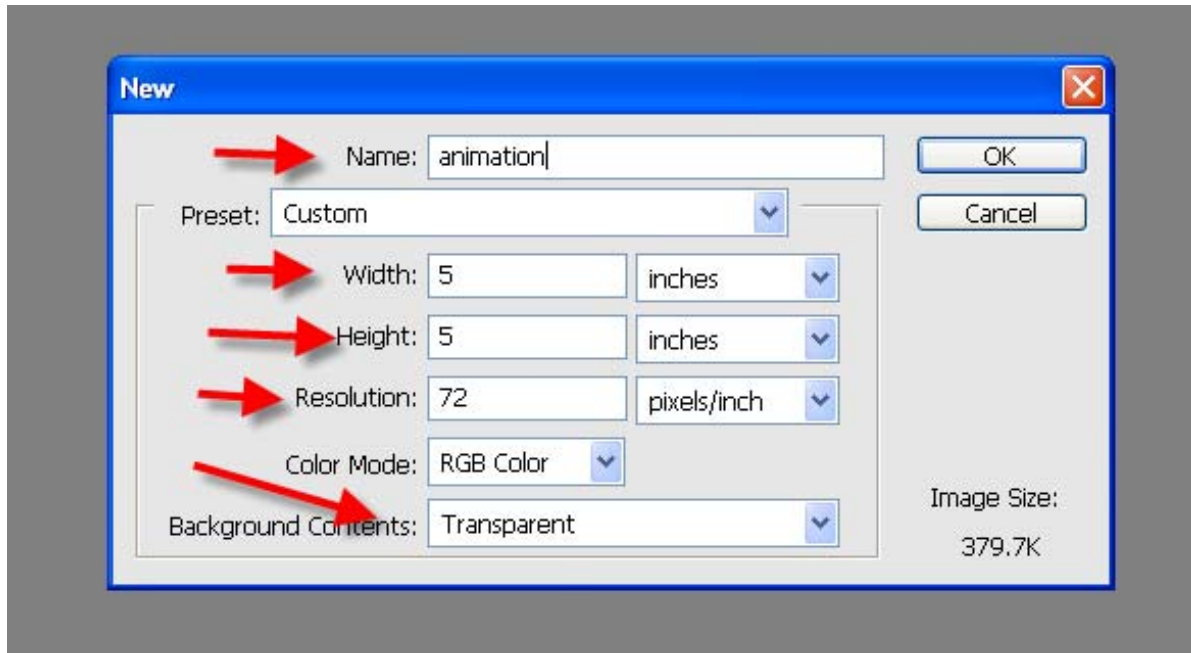 New
Name: animation
OK
Preset: Custom
Cancel
Width: 5 inches
Height: 5 inches
Resolution: 72 pixels/inch
Color Mode: RGB Color
Background Contents: Transparent
Image Size:
379.7K